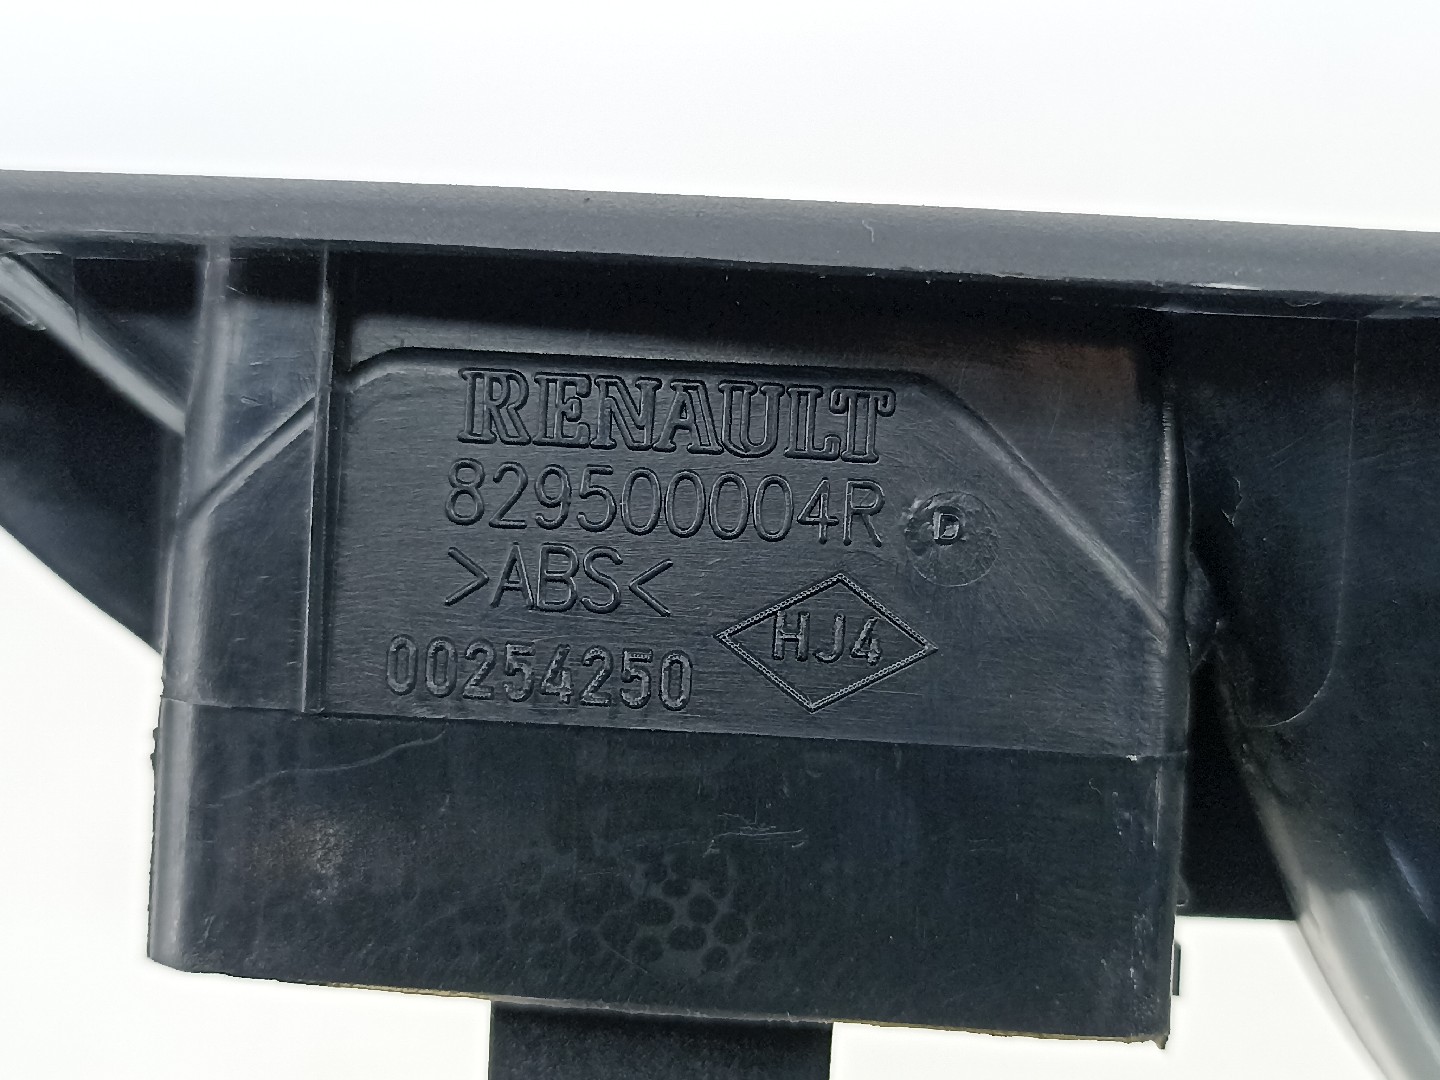 RENAULT
829500004R D
>ABS<
HJ4
00254250